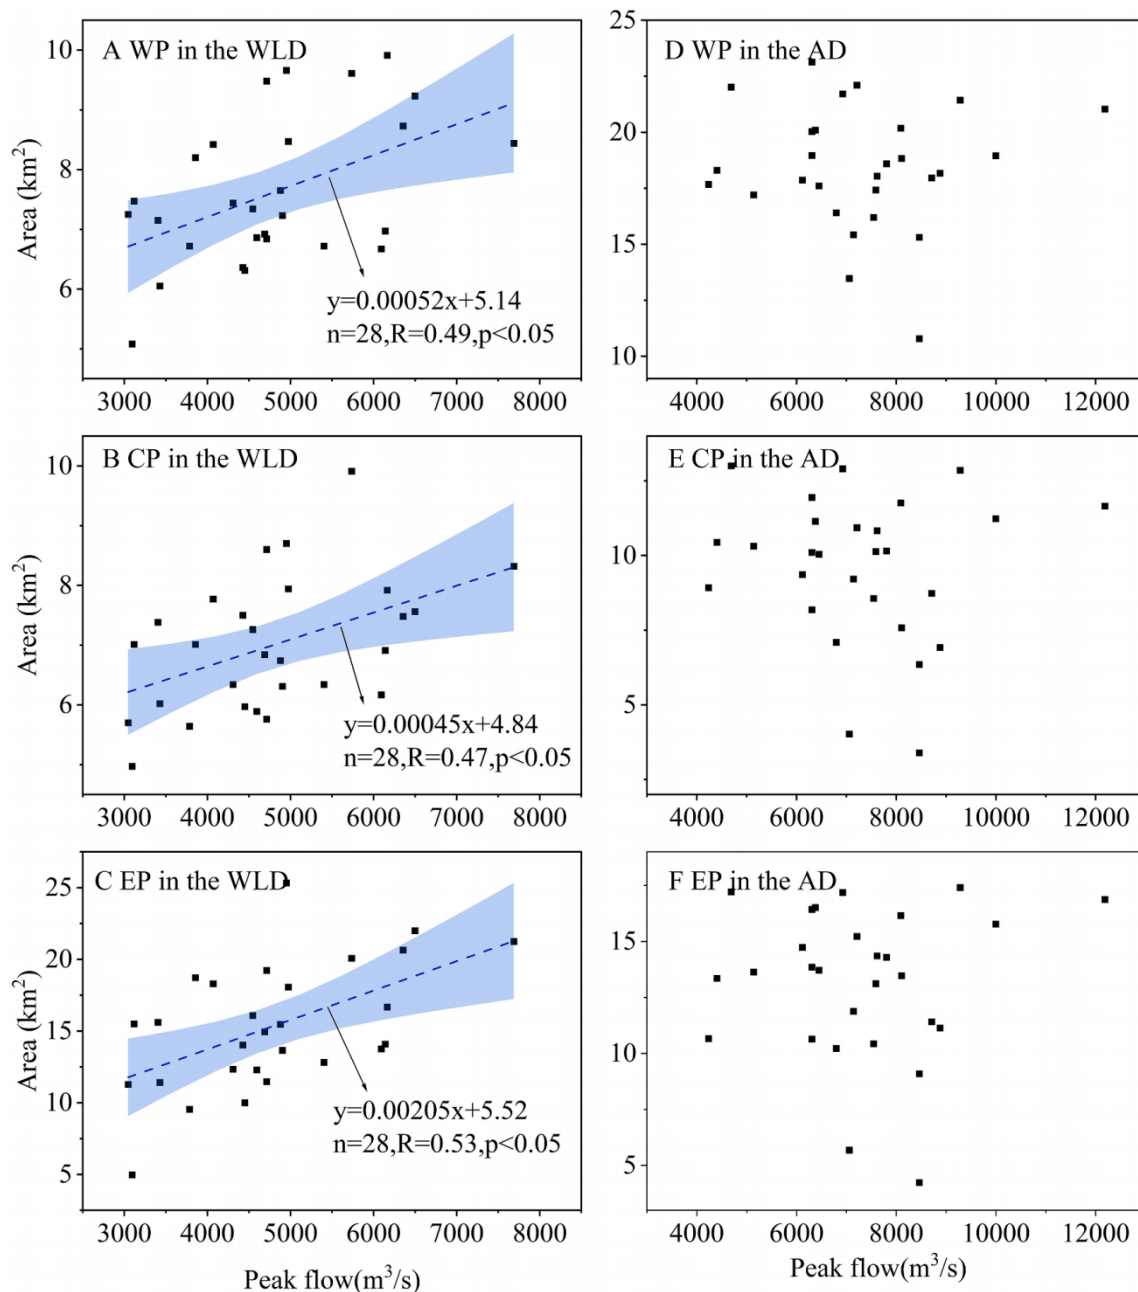 A WP in the WLD
10
8
6
Area (km²)
y=0.00052x+5.14
n=28,R=0.49,p<0.05
3000 4000 5000 6000 7000 8000
D WP in the AD
25
20
15
10
4000 6000 8000 10000 12000
B CP in the WLD
10
8
6
Area (km²)
y=0.00045x+4.84
n=28,R=0.47,p<0.05
3000 4000 5000 6000 7000 8000
E CP in the AD
10
5
4000 6000 8000 10000 12000
C EP in the WLD
25
20
15
10
5
Area (km²)
y=0.00205x+5.52
n=28,R=0.53,p<0.05
3000 4000 5000 6000 7000 8000
Peak flow(m³/s)
F EP in the AD
15
10
5
4000 6000 8000 10000 12000
Peak flow(m³/s)